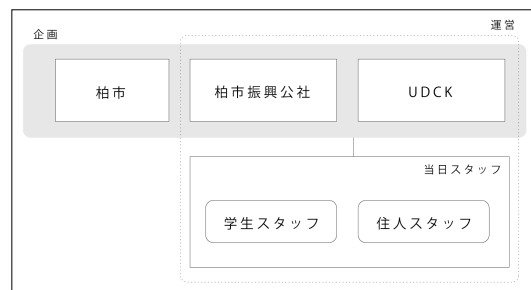 運営
企画
柏市
柏市振興公社
UDCK
当日スタッフ
学生スタッフ
住人スタッフ